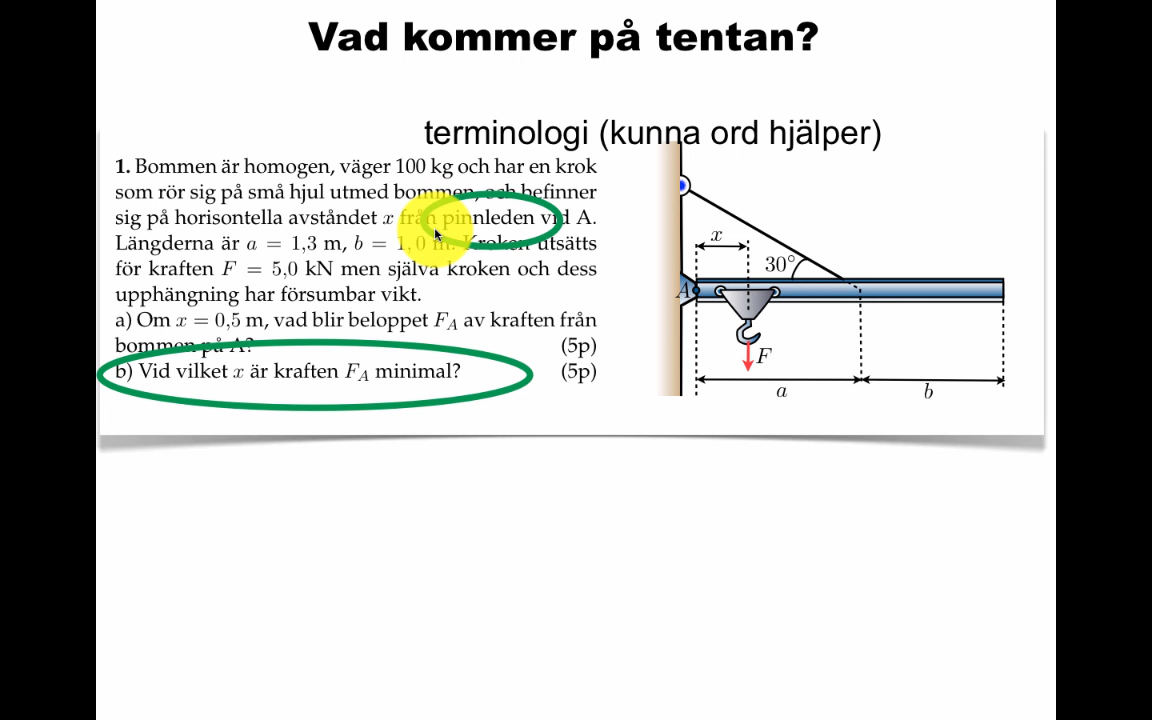 Vad kommer på tentan?
terminologi (kunna ord hjälper)
1. Bommen är homogen, väger 100 kg och har en krok
som rör sig på små hjul utmed bommen, och befinner
sig på horisontella avståndet x från pinnleden vid A.
Längderna är a = 1,3 m, b = 1,0 m. Kroken utsätts
för kraften F = 5,0 kN men själva kroken och dess
upphängning har försumbar vikt.
a) Om x = 0,5 m, vad blir beloppet F_A av kraften från
bommen på A? (5p)
b) Vid vilket x är kraften F_A minimal? (5p)
x
30°
A
F
a
b